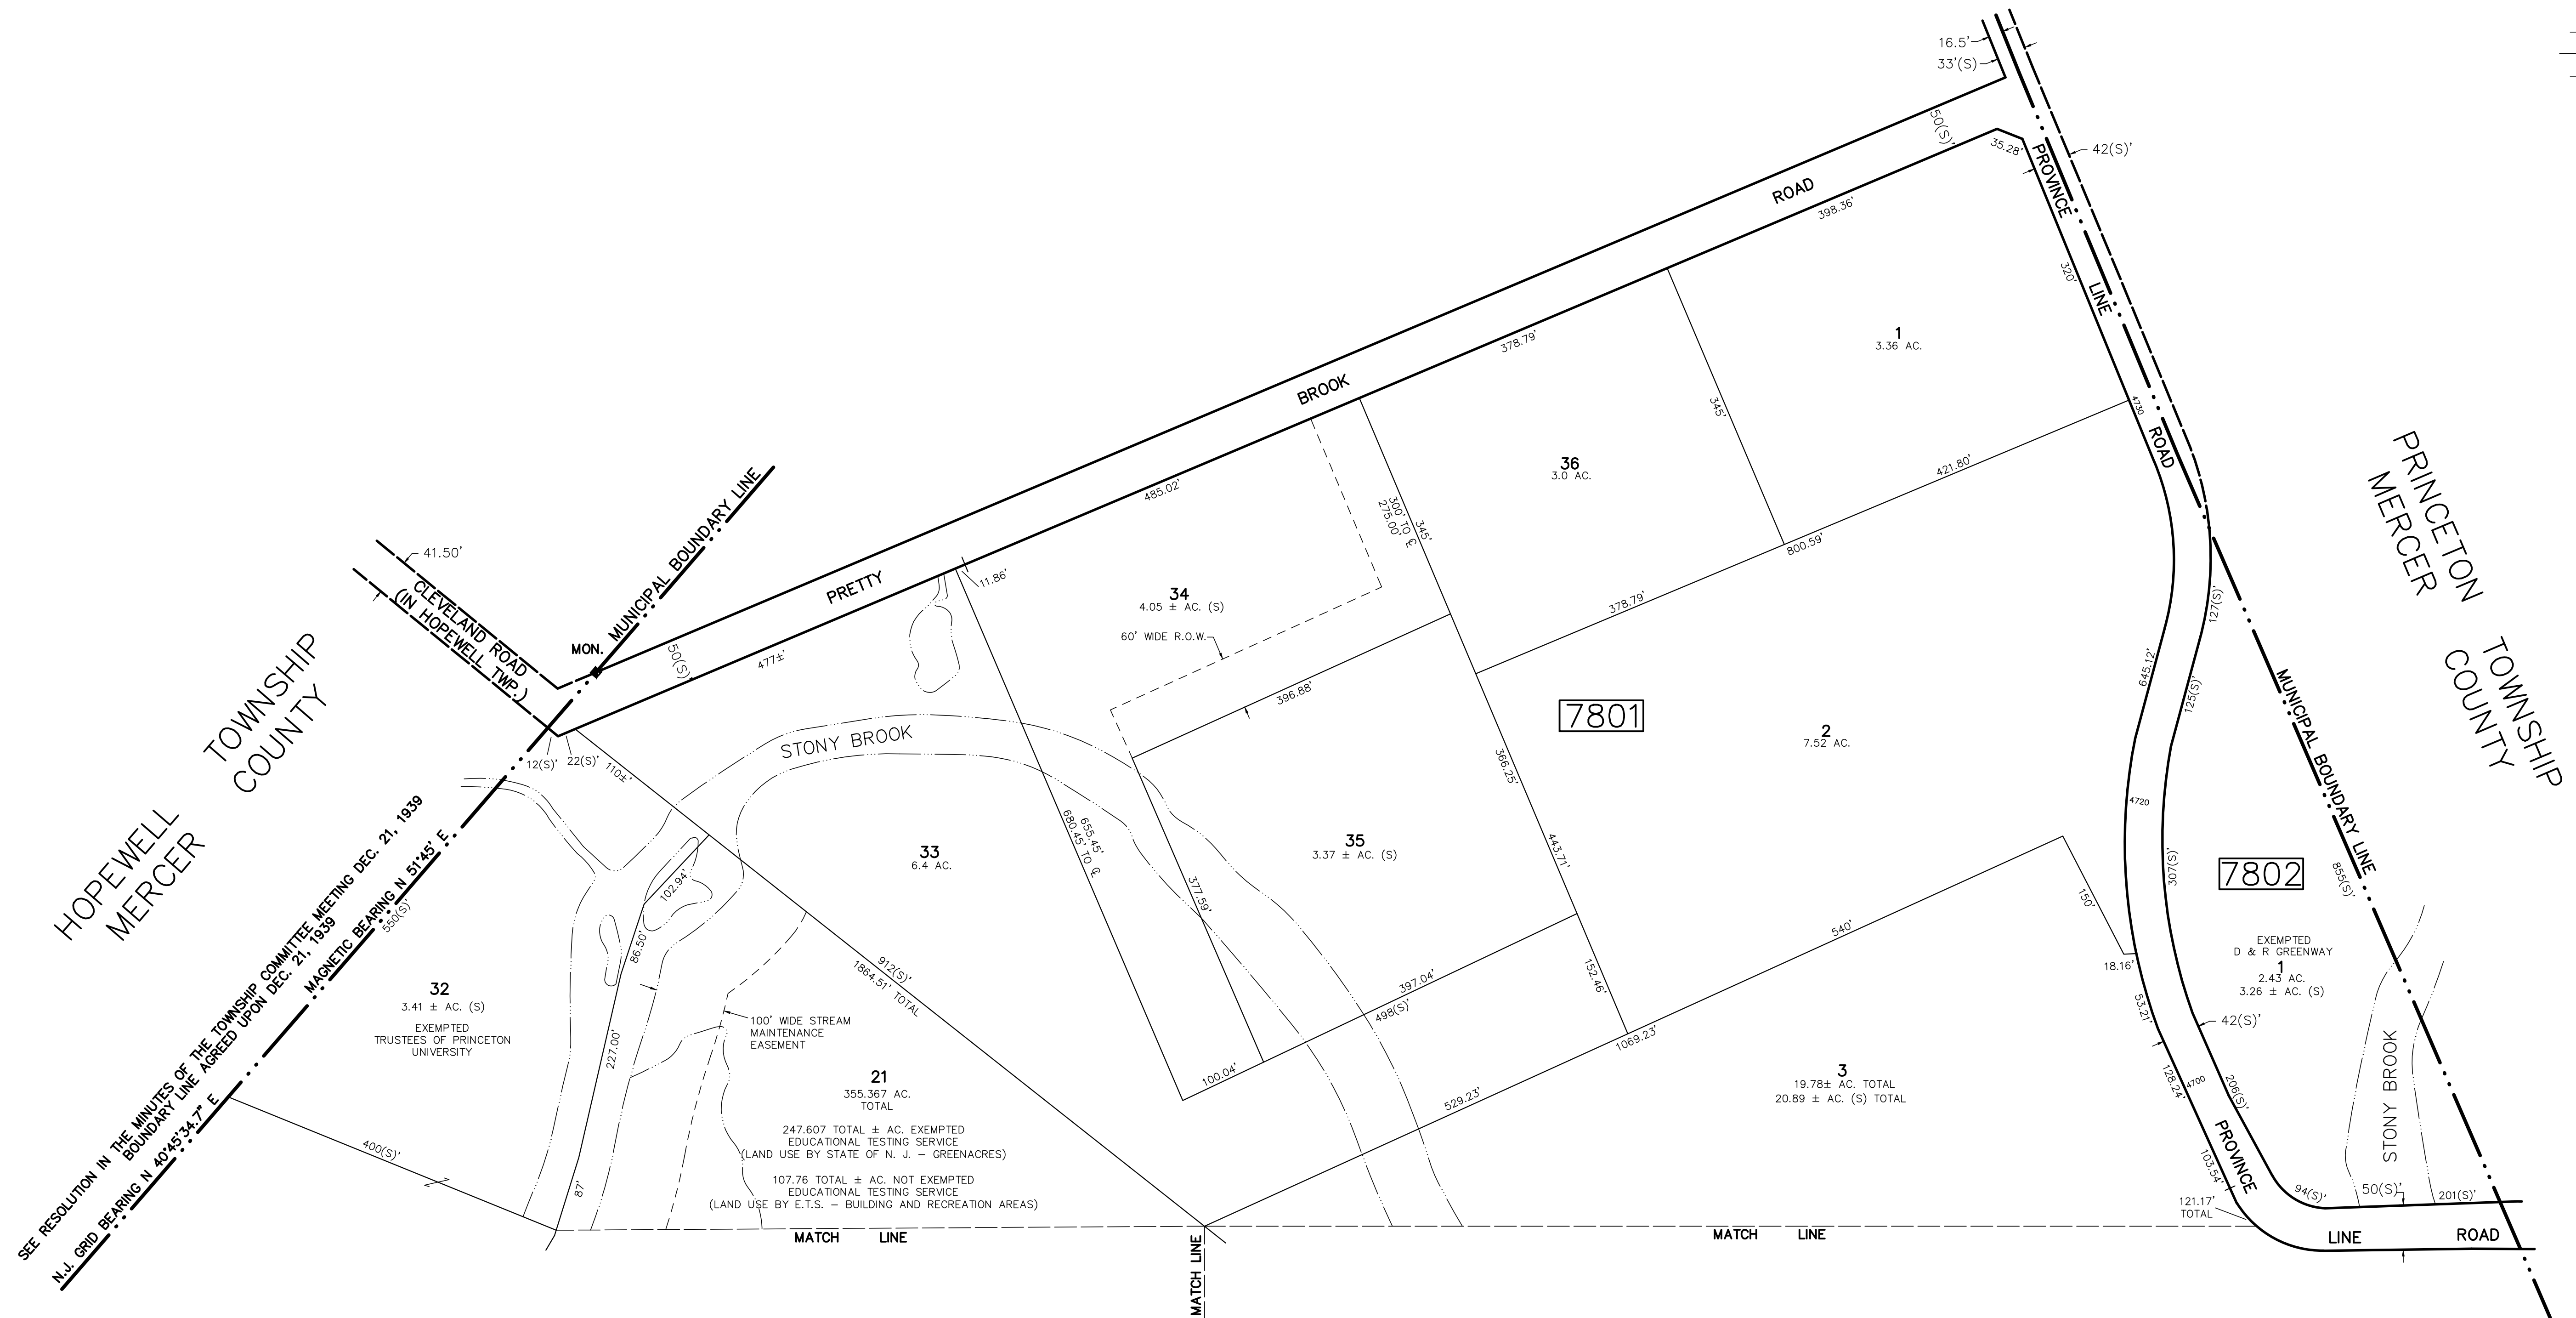 16.5'
33'(S)
50(S)'
35.28'
42(S)'
PROVINCE
LINE
ROAD
320'
4730
PRETTY
BROOK
ROAD
398.36'
378.79'
485.02'
11.86'
477±'
50(S)'
41.50'
CLEVELAND ROAD
(IN HOPEWELL TWP.)
MON.
MUNICIPAL BOUNDARY LINE
12(S)'
22(S)'
110±'
HOPEWELL TOWNSHIP
MERCER COUNTY
PRINCETON TOWNSHIP
MERCER COUNTY
1
3.36 AC.
345'
421.80'
800.59'
378.79'
36
3.0 AC.
345'
300' TO ℄
275.00'
34
4.05 ± AC. (S)
60' WIDE R.O.W.
396.88'
7801
2
7.52 AC.
366.25'
443.71'
152.46'
35
3.37 ± AC. (S)
377.59'
397.04'
498(S)'
100.04'
655.45'
680.45' TO ℄
STONY BROOK
33
6.4 AC.
102.94'
86.50'
227.00'
87'
912(S)'
1864.51' TOTAL
100' WIDE STREAM
MAINTENANCE
EASEMENT
SEE RESOLUTION IN THE MINUTES OF THE TOWNSHIP COMMITTEE MEETING DEC. 21, 1939
BOUNDARY LINE AGREED UPON DEC. 21, 1939
N.J. GRID BEARING N 40°45'34.7" E
MAGNETIC BEARING N 51°45' E
550(S)'
32
3.41 ± AC. (S)
EXEMPTED
TRUSTEES OF PRINCETON
UNIVERSITY
400(S)'
21
355.367 AC.
TOTAL
247.607 TOTAL ± AC. EXEMPTED
EDUCATIONAL TESTING SERVICE
(LAND USE BY STATE OF N. J. – GREENACRES)
107.76 TOTAL ± AC. NOT EXEMPTED
EDUCATIONAL TESTING SERVICE
(LAND USE BY E.T.S. – BUILDING AND RECREATION AREAS)
MATCH LINE
MATCH LINE
MATCH LINE
529.23'
1069.23'
540'
150'
18.16'
3
19.78± AC. TOTAL
20.89 ± AC. (S) TOTAL
645.12'
127(S)'
125(S)'
4720
307(S)'
7802
EXEMPTED
D & R GREENWAY
1
2.43 AC.
3.26 ± AC. (S)
855(S)'
MUNICIPAL BOUNDARY LINE
53.21'
42(S)'
128.24'
4700
206(S)'
103.54'
PROVINCE
121.17'
TOTAL
94(S)'
50(S)'
201(S)'
STONY BROOK
LINE
ROAD